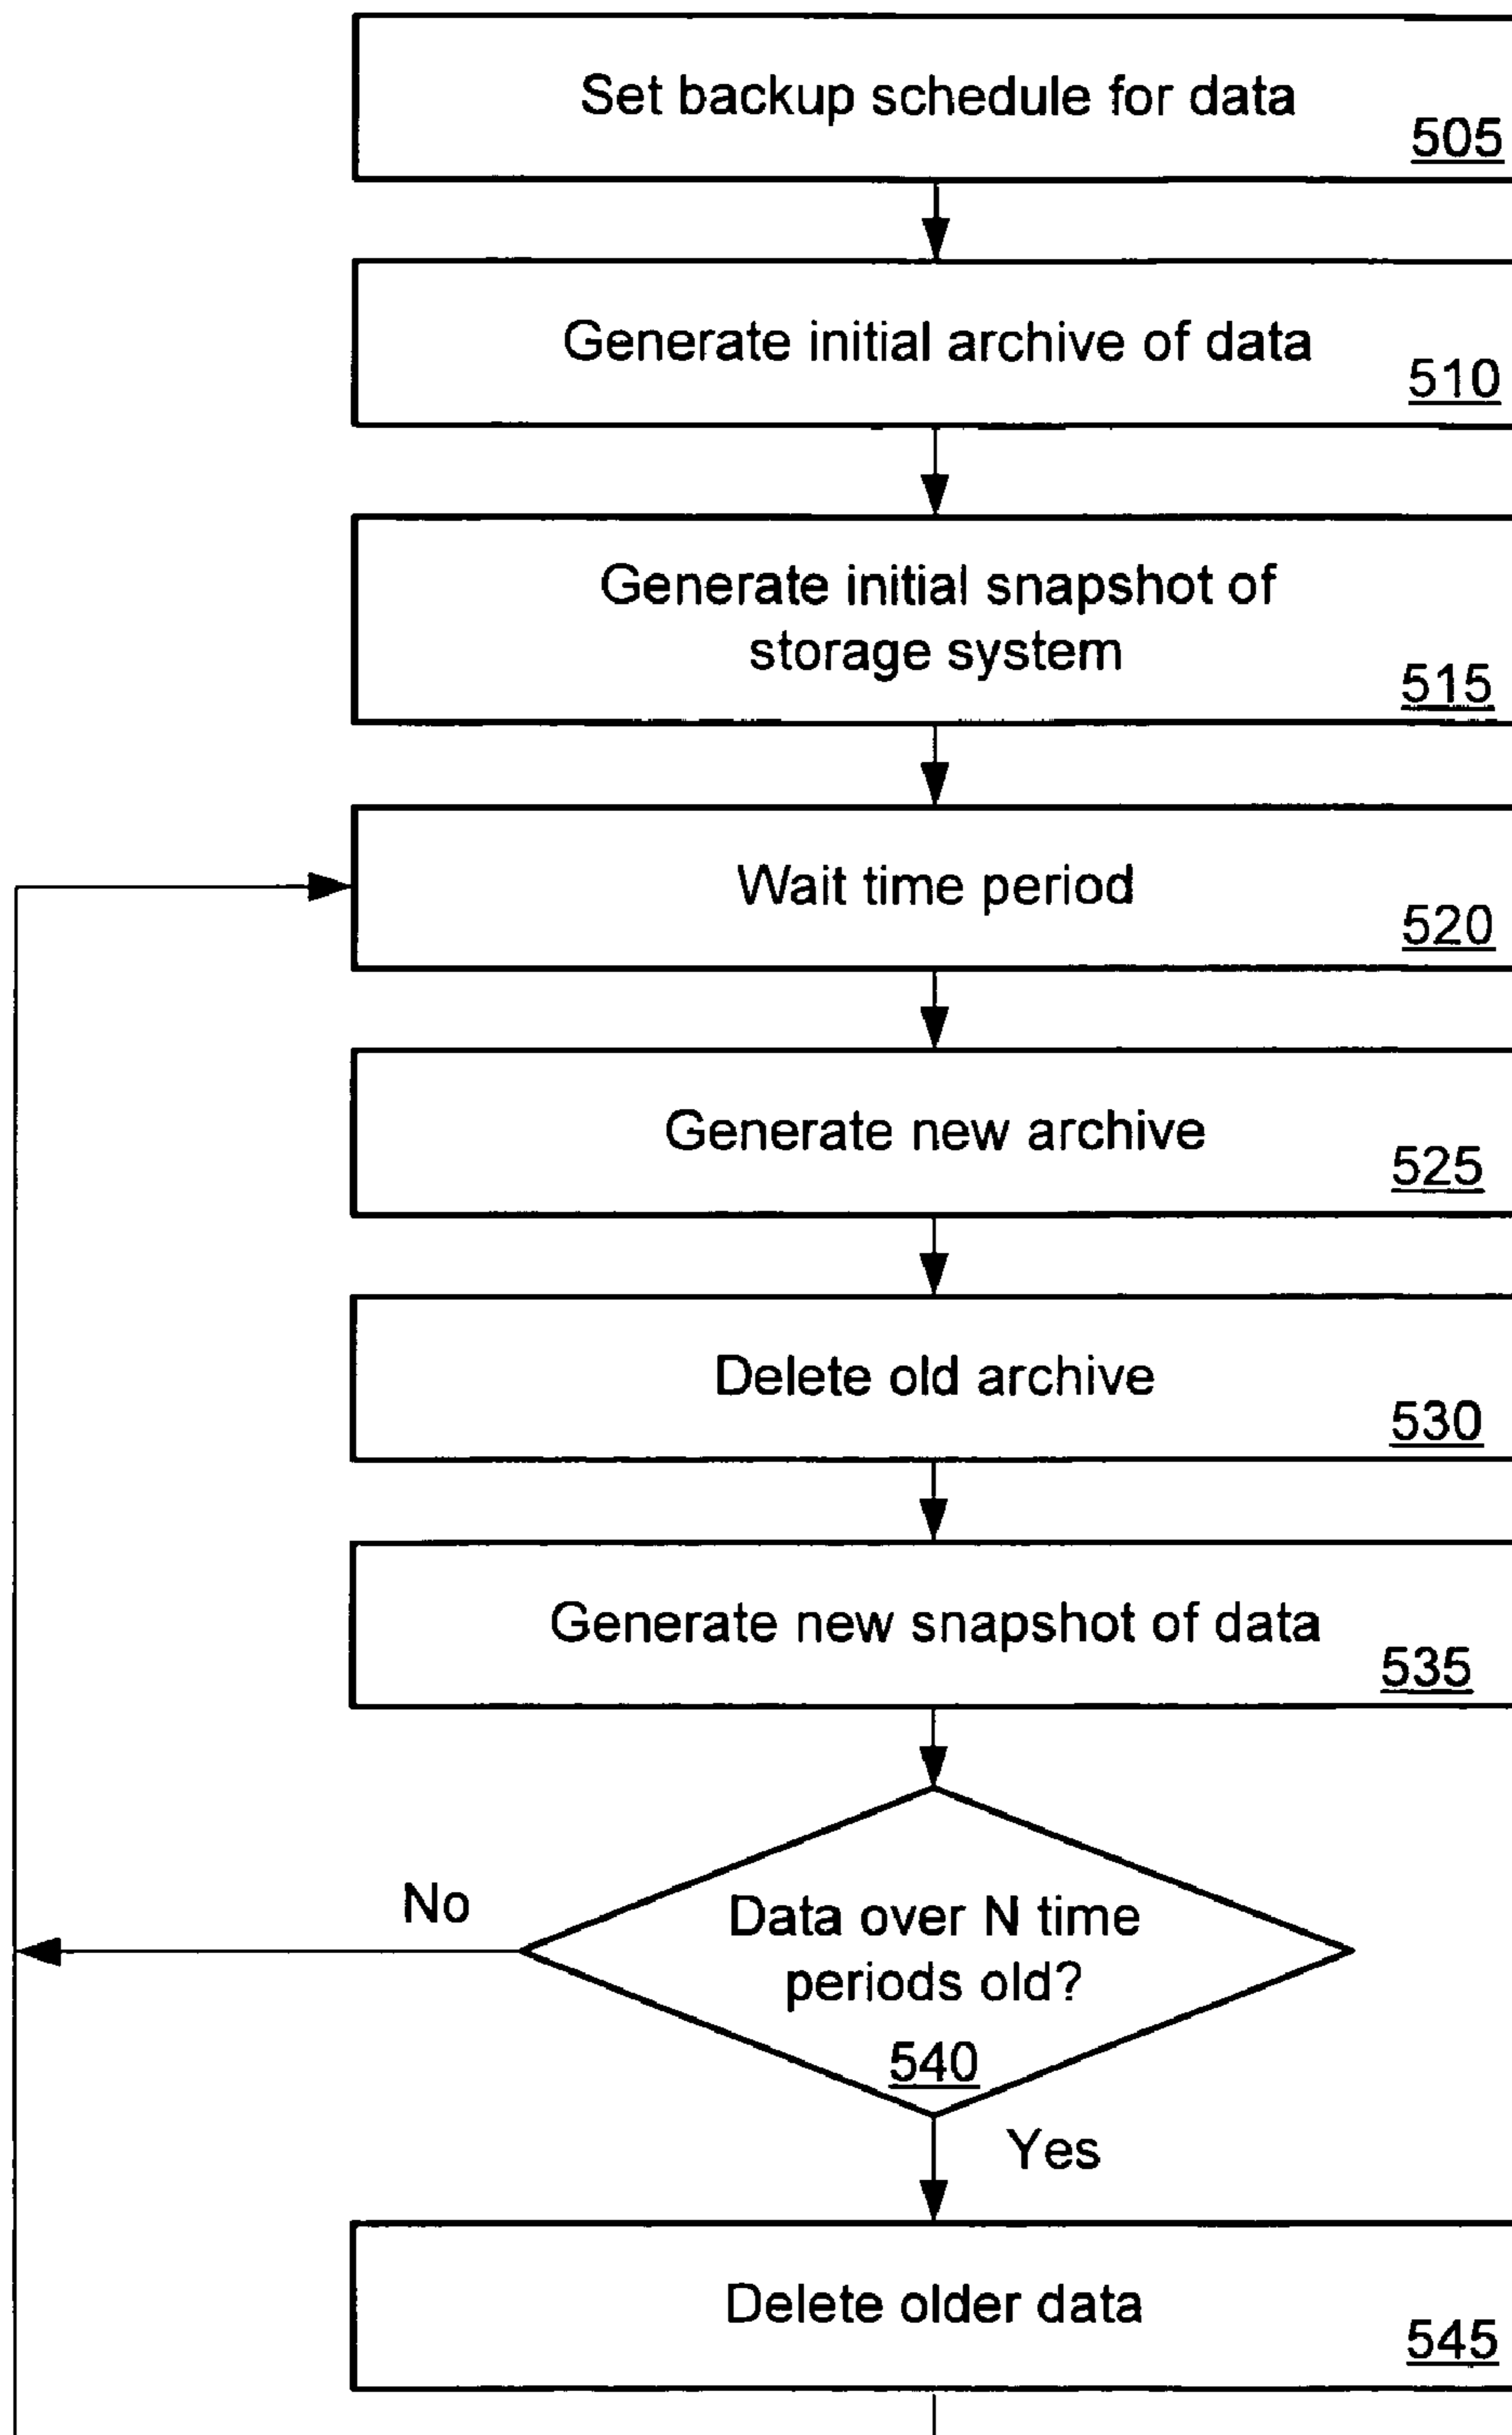 Set backup schedule for data
505
Generate initial archive of data
510
Generate initial snapshot of
storage system
515
Wait time period
520
Generate new archive
525
Delete old archive
530
Generate new snapshot of data
535
Data over N time
periods old?
540
No
Yes
Delete older data
545